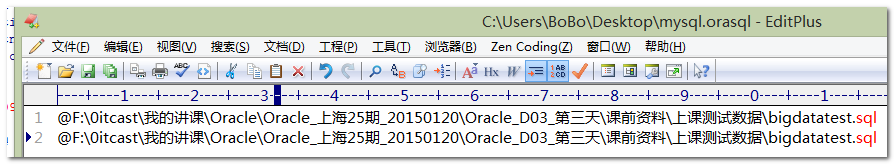 C:\Users\BoBo\Desktop\mysql.orasql - EditPlus
文件(F) 编辑(E) 视图(V) 搜索(S) 文档(D) 工程(P) 工具(T) 浏览器(B) Zen Coding(Z) 窗口(W) 帮助(H)
----+----1----+----2----+----3----+----4----+----5----+----6----+----7----+----8----+----9----+----0----+----1----+--
1 @F:\0itcast\我的讲课\Oracle\Oracle_上海25期_20150120\Oracle_D03_第三天\课前资料\上课测试数据\bigdatatest.sql
2 @F:\0itcast\我的讲课\Oracle\Oracle_上海25期_20150120\Oracle_D03_第三天\课前资料\上课测试数据\bigdatatest.sql